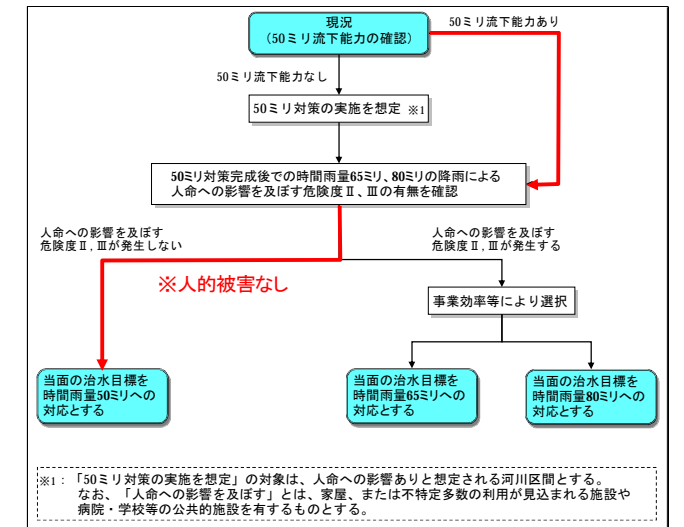 現況
（50ミリ流下能力の確認）
50ミリ流下能力あり
50ミリ流下能力なし
50ミリ対策の実施を想定 ※1
50ミリ対策完成後での時間雨量65ミリ、80ミリの降雨による
人命への影響を及ぼす危険度Ⅱ、Ⅲの有無を確認
人命への影響を及ぼす
危険度Ⅱ,Ⅲが発生しない
人命への影響を及ぼす
危険度Ⅱ,Ⅲが発生する
※人的被害なし
事業効率等により選択
当面の治水目標を
時間雨量50ミリへの
対応とする
当面の治水目標を
時間雨量65ミリへの
対応とする
当面の治水目標を
時間雨量80ミリへの
対応とする
※1：「50ミリ対策の実施を想定」の対象は、人命への影響ありと想定される河川区間とする。
なお、「人命への影響を及ぼす」とは、家屋、または不特定多数の利用が見込まれる施設や
病院・学校等の公共的施設を有するものとする。